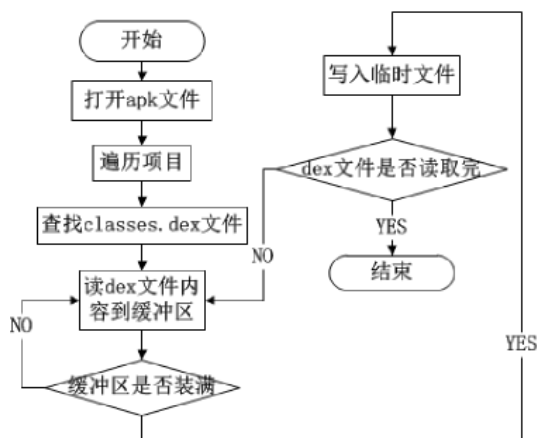 开始
打开apk文件
遍历项目
查找classes.dex文件
读dex文件内
容到缓冲区
NO
缓冲区是否装满
YES
写入临时文件
dex文件是否读取完
NO
YES
结束